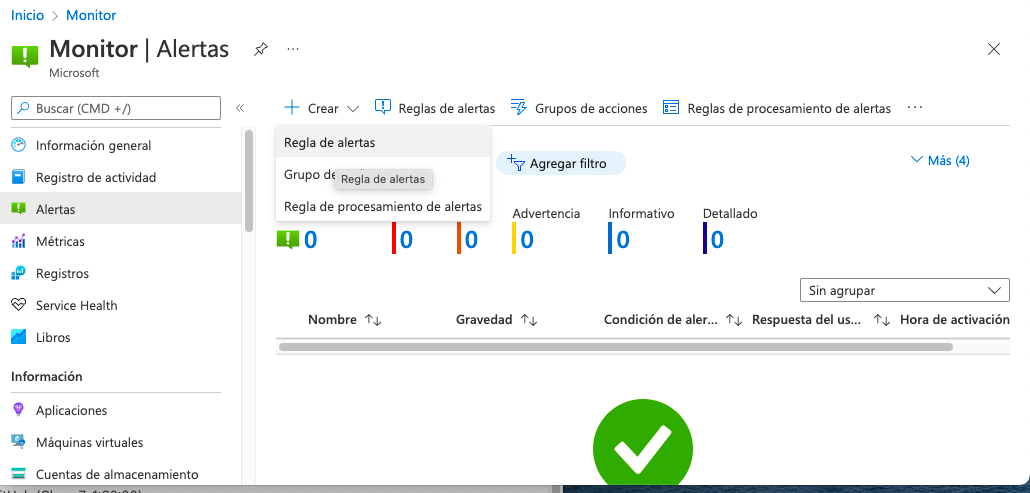 Inicio > Monitor
Monitor | Alertas
Microsoft
Buscar (CMD +/)
Información general
Registro de actividad
Alertas
Métricas
Registros
Service Health
Libros
Información
Aplicaciones
Máquinas virtuales
Cuentas de almacenamiento
Crear
Reglas de alertas
Grupos de acciones
Reglas de procesamiento de alertas
Regla de alertas
Grupo de
Regla de alertas
Regla de procesamiento de alertas
Agregar filtro
Más (4)
Advertencia Informativo Detallado
0 0 0 0 0 0
Sin agrupar
Nombre Gravedad Condición de aler... Respuesta del us... Hora de activación